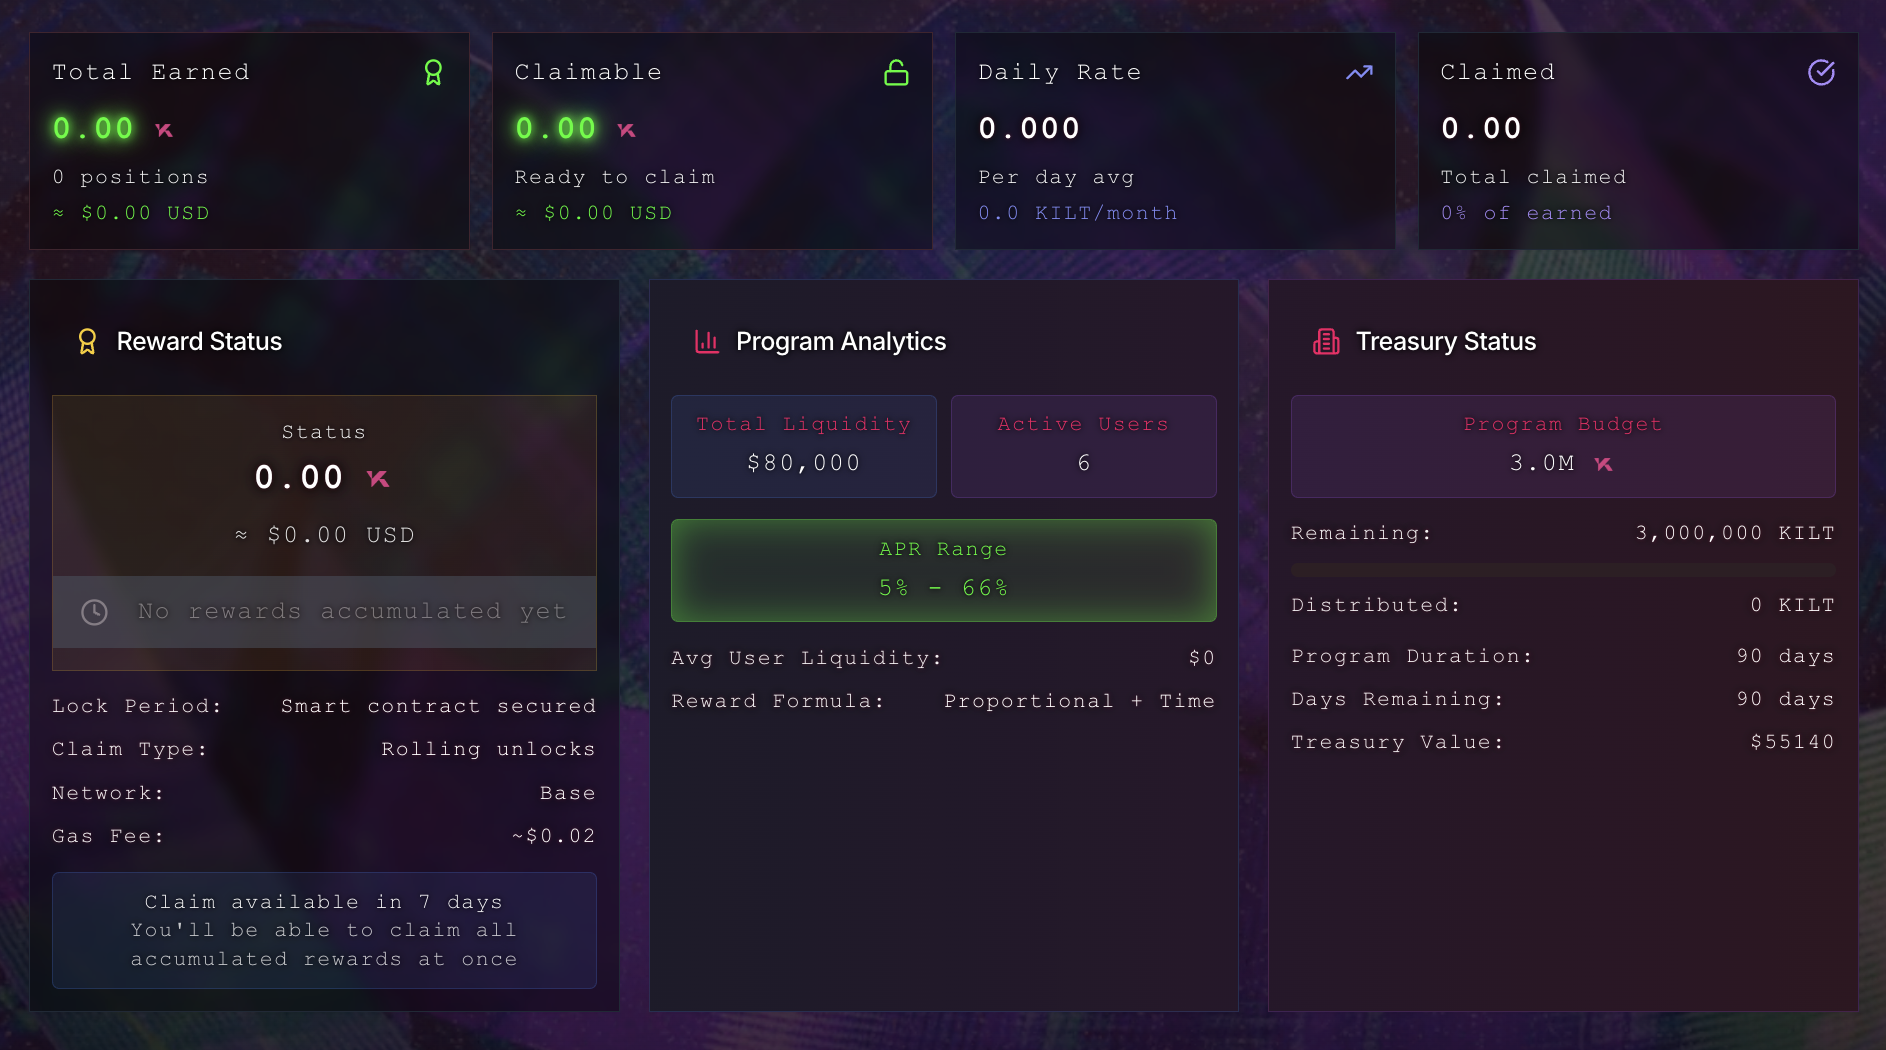 Total Earned
0.00
0 positions
≈ $0.00 USD
Claimable
0.00
Ready to claim
≈ $0.00 USD
Daily Rate
0.000
Per day avg
0.0 KILT/month
Claimed
0.00
Total claimed
0% of earned
Reward Status
Status
0.00
≈ $0.00 USD
No rewards accumulated yet
Lock Period: Smart contract secured
Claim Type: Rolling unlocks
Network: Base
Gas Fee: ~$0.02
Claim available in 7 days
You'll be able to claim all
accumulated rewards at once
Program Analytics
Total Liquidity
$80,000
Active Users
6
APR Range
5% - 66%
Avg User Liquidity: $0
Reward Formula: Proportional + Time
Treasury Status
Program Budget
3.0M
Remaining: 3,000,000 KILT
Distributed: 0 KILT
Program Duration: 90 days
Days Remaining: 90 days
Treasury Value: $55140